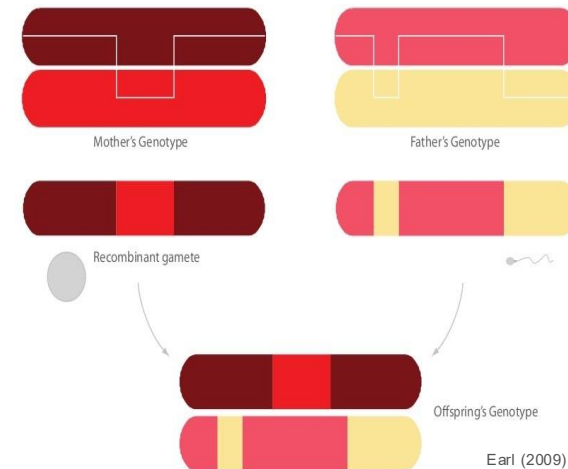 Mother's Genotype
Father's Genotype
Recombinant gamete
Offspring's Genotype
Earl (2009)